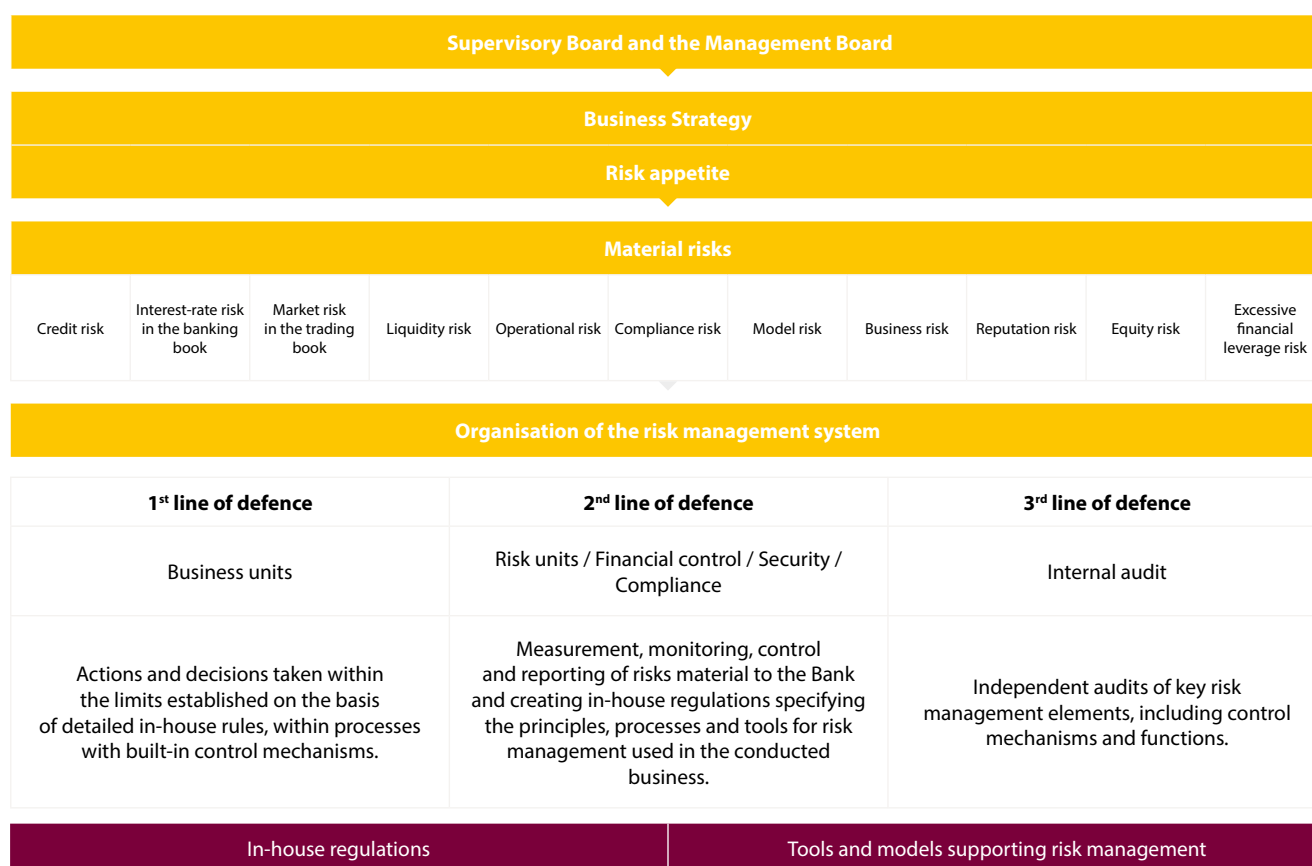 Supervisory Board and the Management Board
Business Strategy
Risk appetite
Material risks
Credit risk
Interest-rate risk
in the banking
book
Market risk
in the trading
book
Liquidity risk
Operational risk
Compliance risk
Model risk
Business risk
Reputation risk
Equity risk
Excessive
financial
leverage risk
Organisation of the risk management system
1st line of defence
2nd line of defence
3rd line of defence
Business units
Risk units / Financial control / Security /
Compliance
Internal audit
Actions and decisions taken within
the limits established on the basis
of detailed in-house rules, within processes
with built-in control mechanisms.
Measurement, monitoring, control
and reporting of risks material to the Bank
and creating in-house regulations specifying
the principles, processes and tools for risk
management used in the conducted
business.
Independent audits of key risk
management elements, including control
mechanisms and functions.
In-house regulations
Tools and models supporting risk management